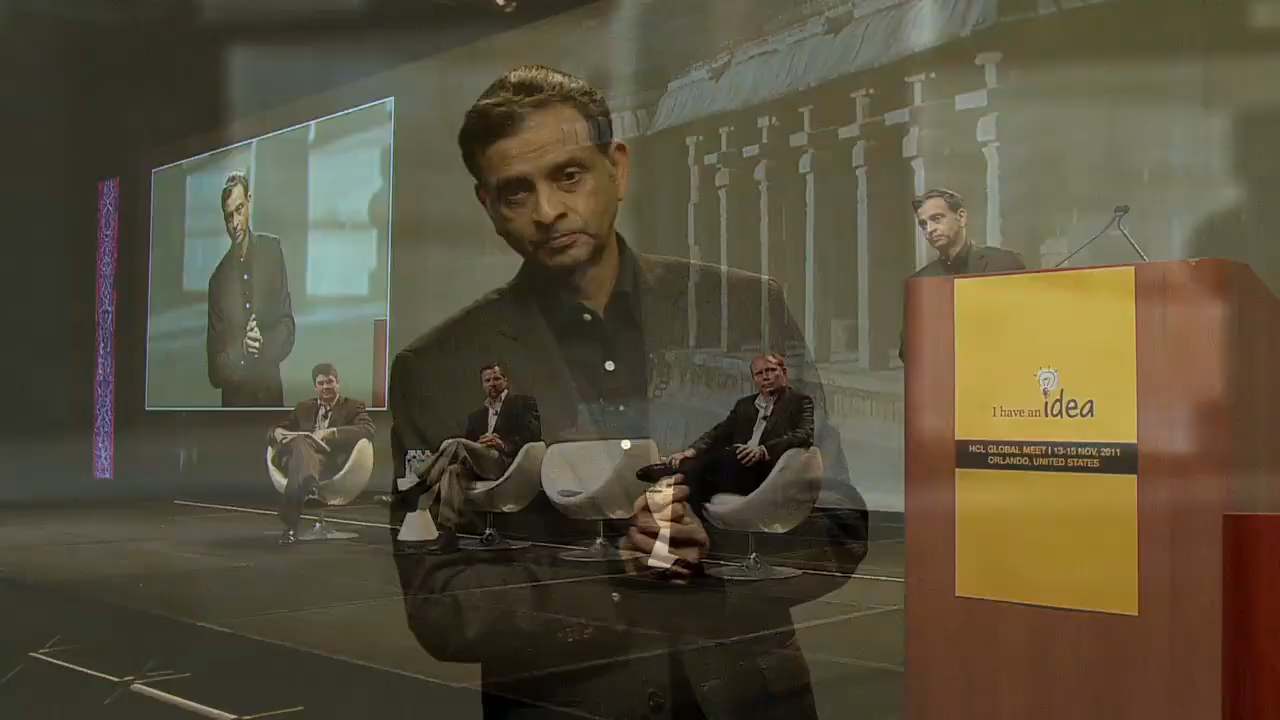 I have an idea
HCL GLOBAL MEET | 13-15 NOV, 2011
ORLANDO, UNITED STATES